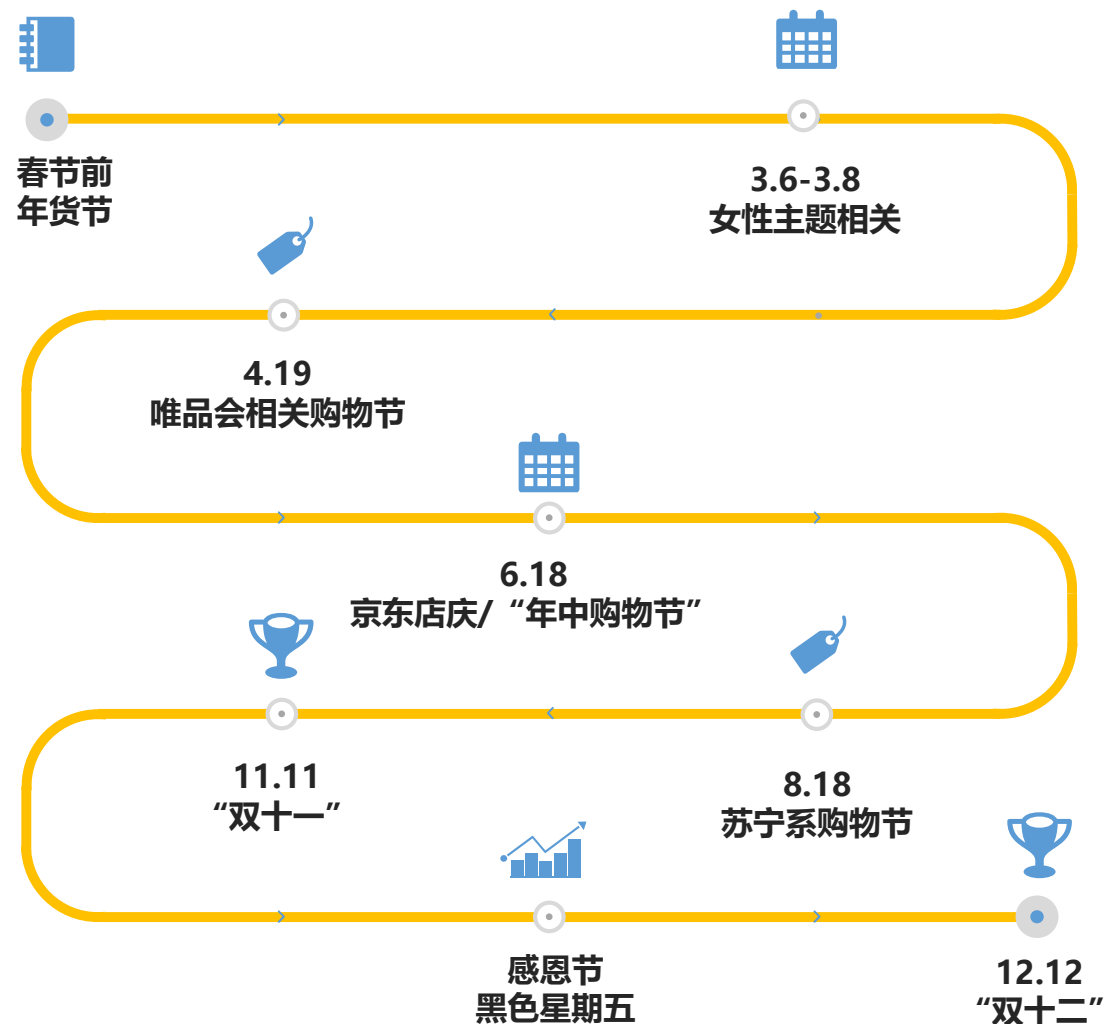 春节前
年货节
3.6-3.8
女性主题相关
4.19
唯品会相关购物节
6.18
京东店庆/“年中购物节”
8.18
苏宁系购物节
11.11
“双十一”
感恩节
黑色星期五
12.12
“双十二”